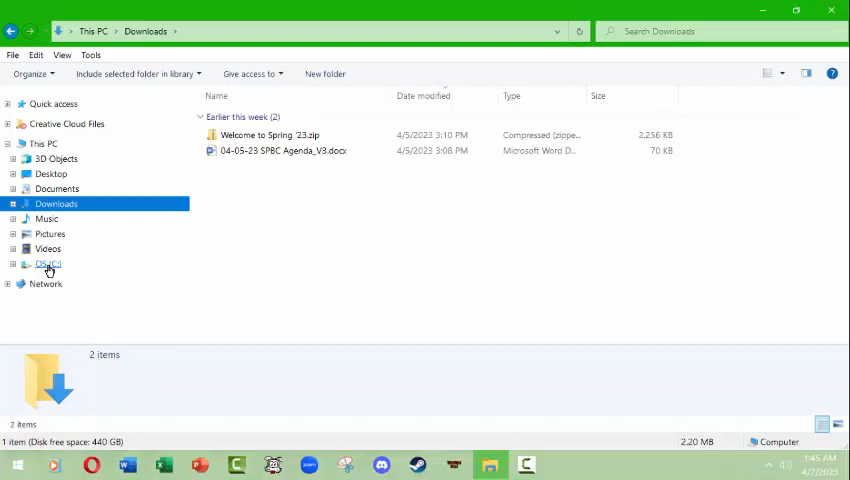 This PC > Downloads >
Search Downloads
File Edit View Tools
Organize Include selected folder in library Give access to New folder
Name Date modified Type Size
Quick access
Creative Cloud Files
This PC
3D Objects
Desktop
Documents
Downloads
Music
Pictures
Videos
OS (C:)
Network
Earlier this week (2)
Welcome to Spring '23.zip 4/5/2023 3:10 PM Compressed (zippe... 2,256 KB
04-05-23 SPBC Agenda_V3.docx 4/5/2023 3:08 PM Microsoft Word D... 70 KB
2 items
2 items
1 item (Disk free space: 440 GB) 2.20 MB Computer
1:45 AM